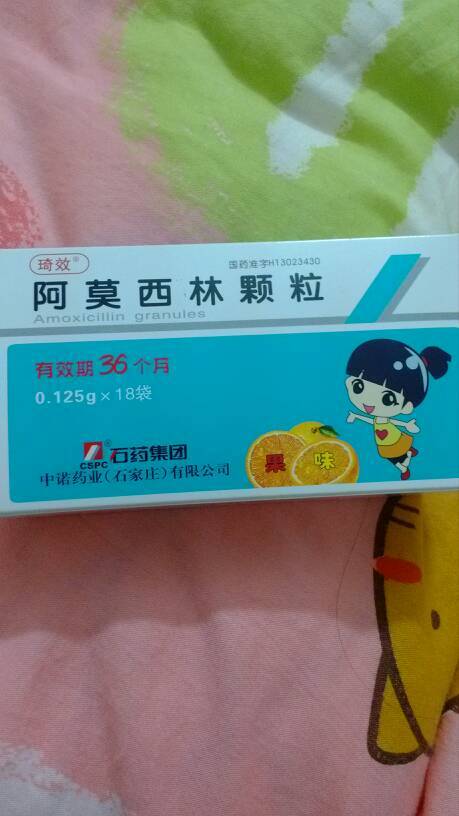 琦效®
国药准字H13023430
阿莫西林颗粒
Amoxicillin granules
有效期36个月
0.125g×18袋
CSPC 石药集团
中诺药业(石家庄)有限公司
果味